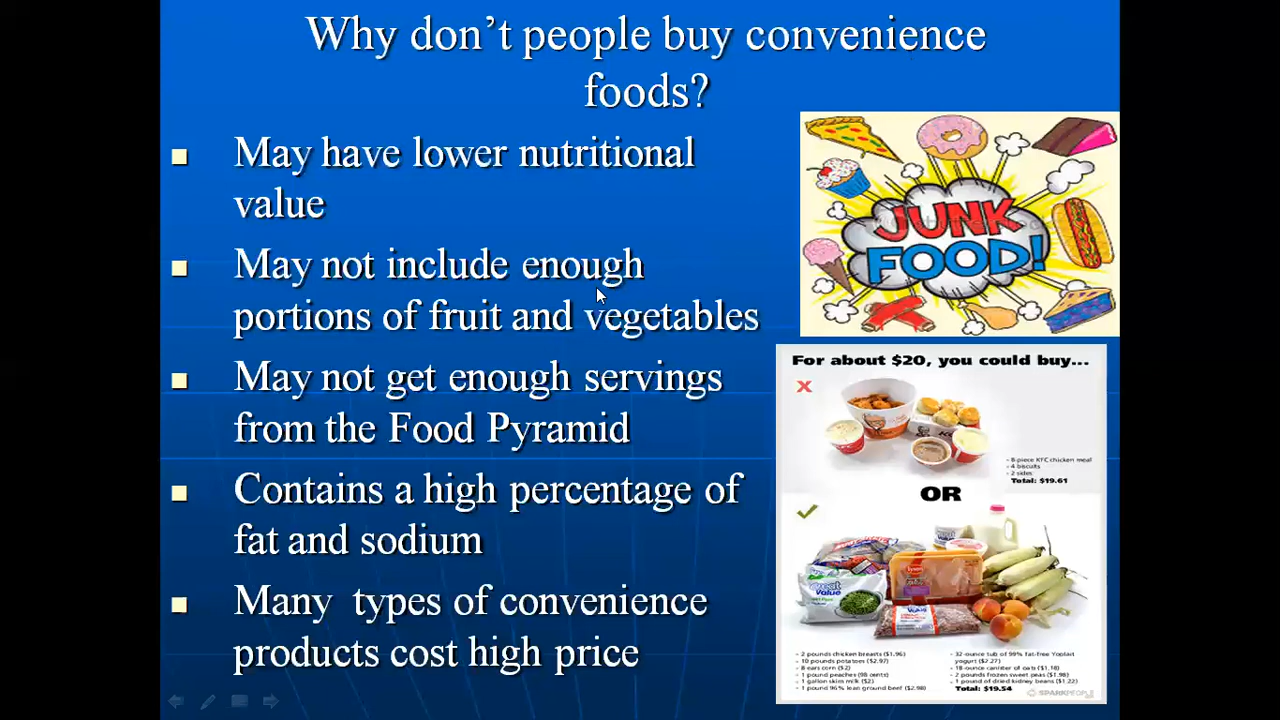 Why don't people buy convenience
foods?
May have lower nutritional
value
May not include enough
portions of fruit and vegetables
May not get enough servings
from the Food Pyramid
Contains a high percentage of
fat and sodium
Many  types of convenience
products cost high price
JUNK
FOOD!
For about $20, you could buy...
- 8-piece KFC chicken meal
- 4 biscuits
- 2 sides
Total: $19.61
OR
- 2 pounds chicken breasts ($1.96)
- 10 pounds potatoes ($2.97)
- 8 ears corn ($2)
- 1 pound peaches (98 cents)
- 1 gallon skim milk ($2)
- 1 pound 96% lean ground beef ($2.98)
- 32-ounce tub of 99% fat-free Yoplait
yogurt ($2.27)
- 18-ounce canister of oats ($1.18)
- 2 pounds frozen sweet peas ($1.98)
- 1 pound of dried kidney beans ($1.22)
Total: $19.54
SPARKPEOPLE